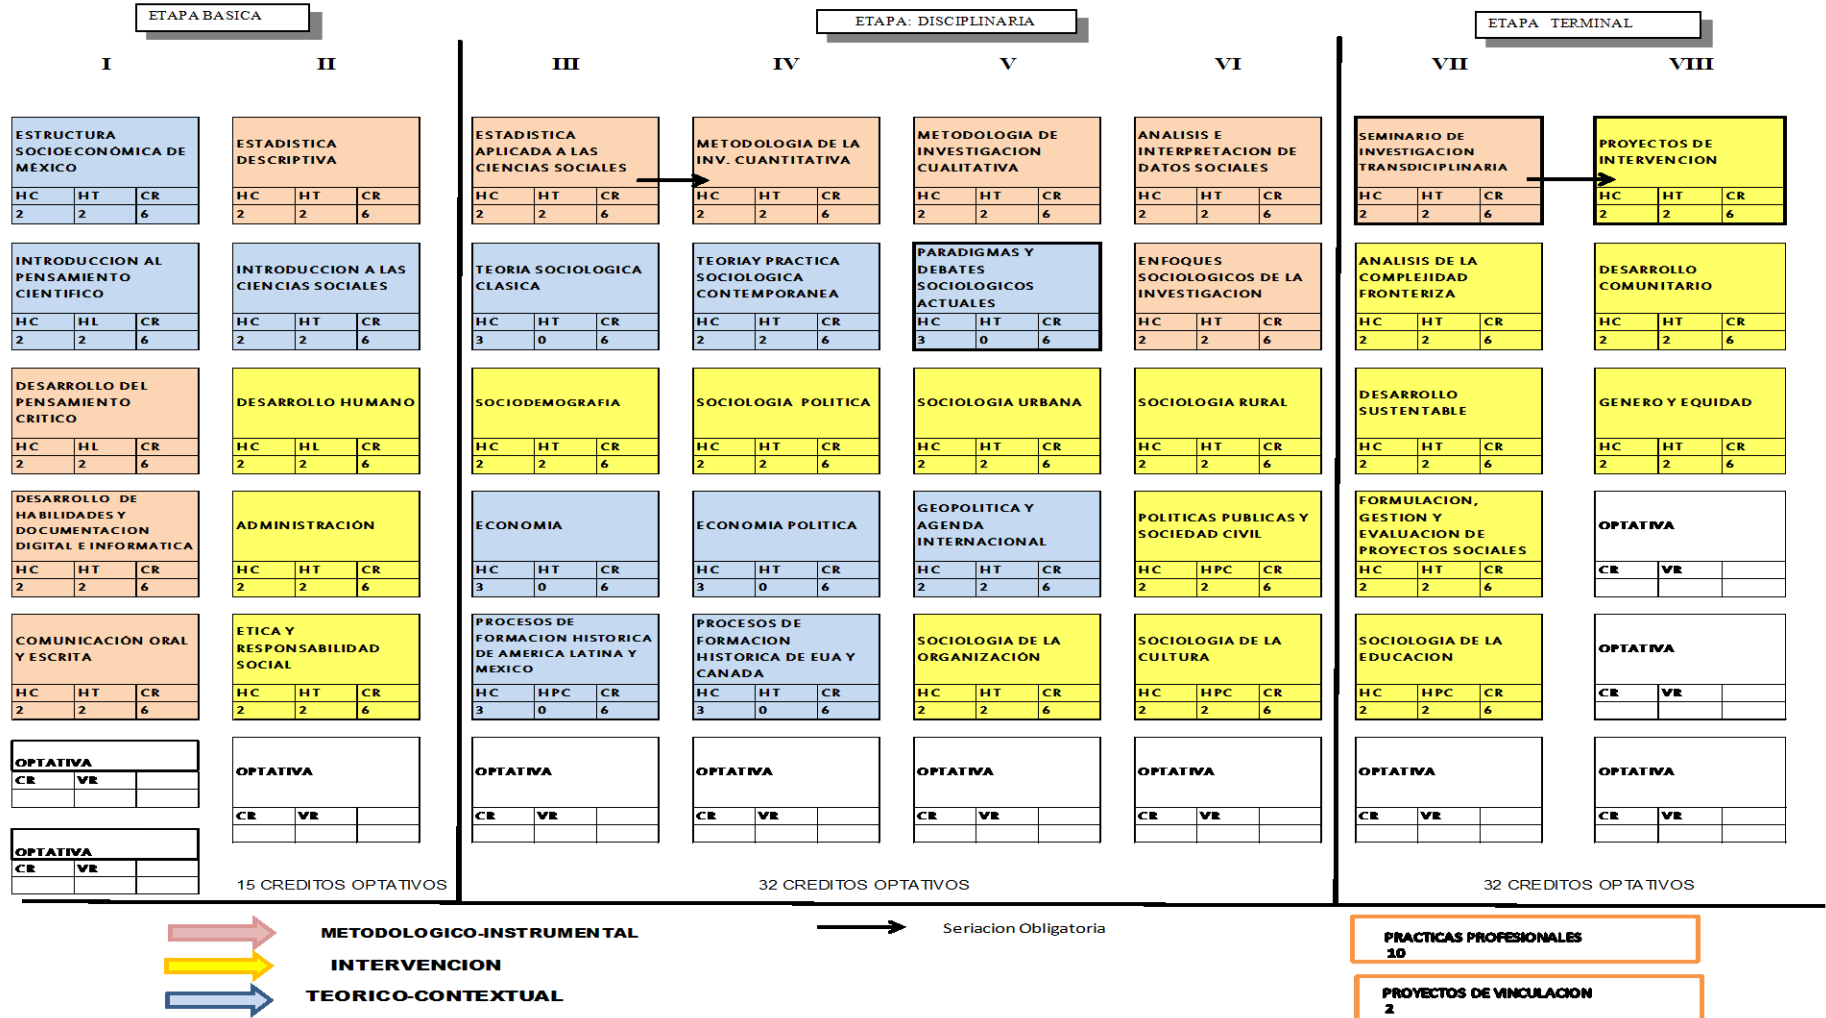 ETAPA BASICA
ETAPA: DISCIPLINARIA
ETAPA TERMINAL
I II III IV V VI VII VIII
ESTRUCTURA
SOCIOECONÓMICA DE
MÉXICO
HC HT CR
2 2 6
ESTADISTICA
DESCRIPTIVA
HC HT CR
2 2 6
ESTADISTICA
APLICADA A LAS
CIENCIAS SOCIALES
HC HT CR
2 2 6
METODOLOGIA DE LA
INV. CUANTITATIVA
HC HT CR
2 2 6
METODOLOGIA DE
INVESTIGACION
CUALITATIVA
HC HT CR
2 2 6
ANALISIS E
INTERPRETACION DE
DATOS SOCIALES
HC HT CR
2 2 6
SEMINARIO DE
INVESTIGACION
TRANSDICIPLINARIA
HC HT CR
2 2 6
PROYECTOS DE
INTERVENCION
HC HT CR
2 2 6
INTRODUCCION AL
PENSAMIENTO
CIENTIFICO
HC HL CR
2 2 6
INTRODUCCION A LAS
CIENCIAS SOCIALES
HC HT CR
2 2 6
TEORIA SOCIOLOGICA
CLASICA
HC HT CR
3 0 6
TEORIAY PRACTICA
SOCIOLOGICA
CONTEMPORANEA
HC HT CR
2 2 6
PARADIGMAS Y
DEBATES
SOCIOLOGICOS
ACTUALES
HC HT CR
3 0 6
ENFOQUES
SOCIOLOGICOS DE LA
INVESTIGACION
HC HT CR
2 2 6
ANALISIS DE LA
COMPLEJIDAD
FRONTERIZA
HC HT CR
2 2 6
DESARROLLO
COMUNITARIO
HC HT CR
2 2 6
DESARROLLO DEL
PENSAMIENTO
CRITICO
HC HL CR
2 2 6
DESARROLLO HUMANO
HC HL CR
2 2 6
SOCIODEMOGRAFIA
HC HT CR
2 2 6
SOCIOLOGIA POLITICA
HC HT CR
2 2 6
SOCIOLOGIA URBANA
HC HT CR
2 2 6
SOCIOLOGIA RURAL
HC HT CR
2 2 6
DESARROLLO
SUSTENTABLE
HC HT CR
2 2 6
GENERO Y EQUIDAD
HC HT CR
2 2 6
DESARROLLO DE
HABILIDADES Y
DOCUMENTACION
DIGITAL E INFORMATICA
HC HT CR
2 2 6
ADMINISTRACIÓN
HC HT CR
2 2 6
ECONOMIA
HC HT CR
3 0 6
ECONOMIA POLITICA
HC HT CR
3 0 6
GEOPOLITICA Y
AGENDA
INTERNACIONAL
HC HT CR
2 2 6
POLITICAS PUBLICAS Y
SOCIEDAD CIVIL
HC HPC CR
2 2 6
FORMULACION,
GESTION Y
EVALUACION DE
PROYECTOS SOCIALES
HC HT CR
2 2 6
OPTATIVA
CR VR
COMUNICACIÓN ORAL
Y ESCRITA
HC HT CR
2 2 6
ETICA Y
RESPONSABILIDAD
SOCIAL
HC HT CR
2 2 6
PROCESOS DE
FORMACION HISTORICA
DE AMERICA LATINA Y
MEXICO
HC HPC CR
3 0 6
PROCESOS DE
FORMACION
HISTORICA DE EUA Y
CANADA
HC HT CR
3 0 6
SOCIOLOGIA DE LA
ORGANIZACIÓN
HC HT CR
2 2 6
SOCIOLOGIA DE LA
CULTURA
HC HPC CR
2 2 6
SOCIOLOGIA DE LA
EDUCACION
HC HPC CR
2 2 6
OPTATIVA
CR VR
OPTATIVA
CR VR
OPTATIVA
CR VR
OPTATIVA
CR VR
OPTATIVA
CR VR
OPTATIVA
CR VR
OPTATIVA
CR VR
OPTATIVA
CR VR
OPTATIVA
CR VR
OPTATIVA
CR VR
15 CREDITOS OPTATIVOS
32 CREDITOS OPTATIVOS
32 CREDITOS OPTATIVOS
METODOLOGICO-INSTRUMENTAL
INTERVENCION
TEORICO-CONTEXTUAL
Seriacion Obligatoria
PRACTICAS PROFESIONALES
10
PROYECTOS DE VINCULACION
2